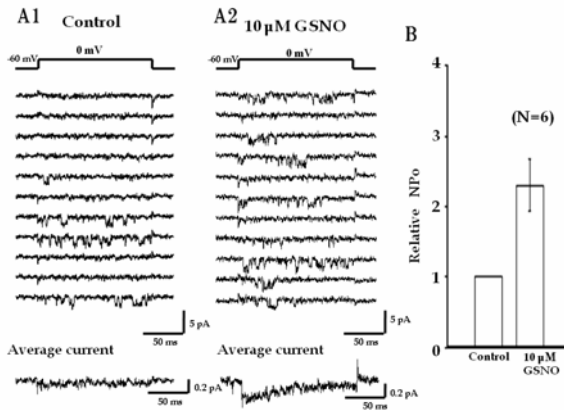 A1
Control
-60 mV
0 mV
5 pA
50 ms
Average current
0.2 pA
50 ms
A2
10 µM GSNO
-60 mV
0 mV
5 pA
50 ms
Average current
0.2 pA
50 ms
B
Relative NPo
4
3
2
1
0
(N=6)
Control
10 µM
GSNO